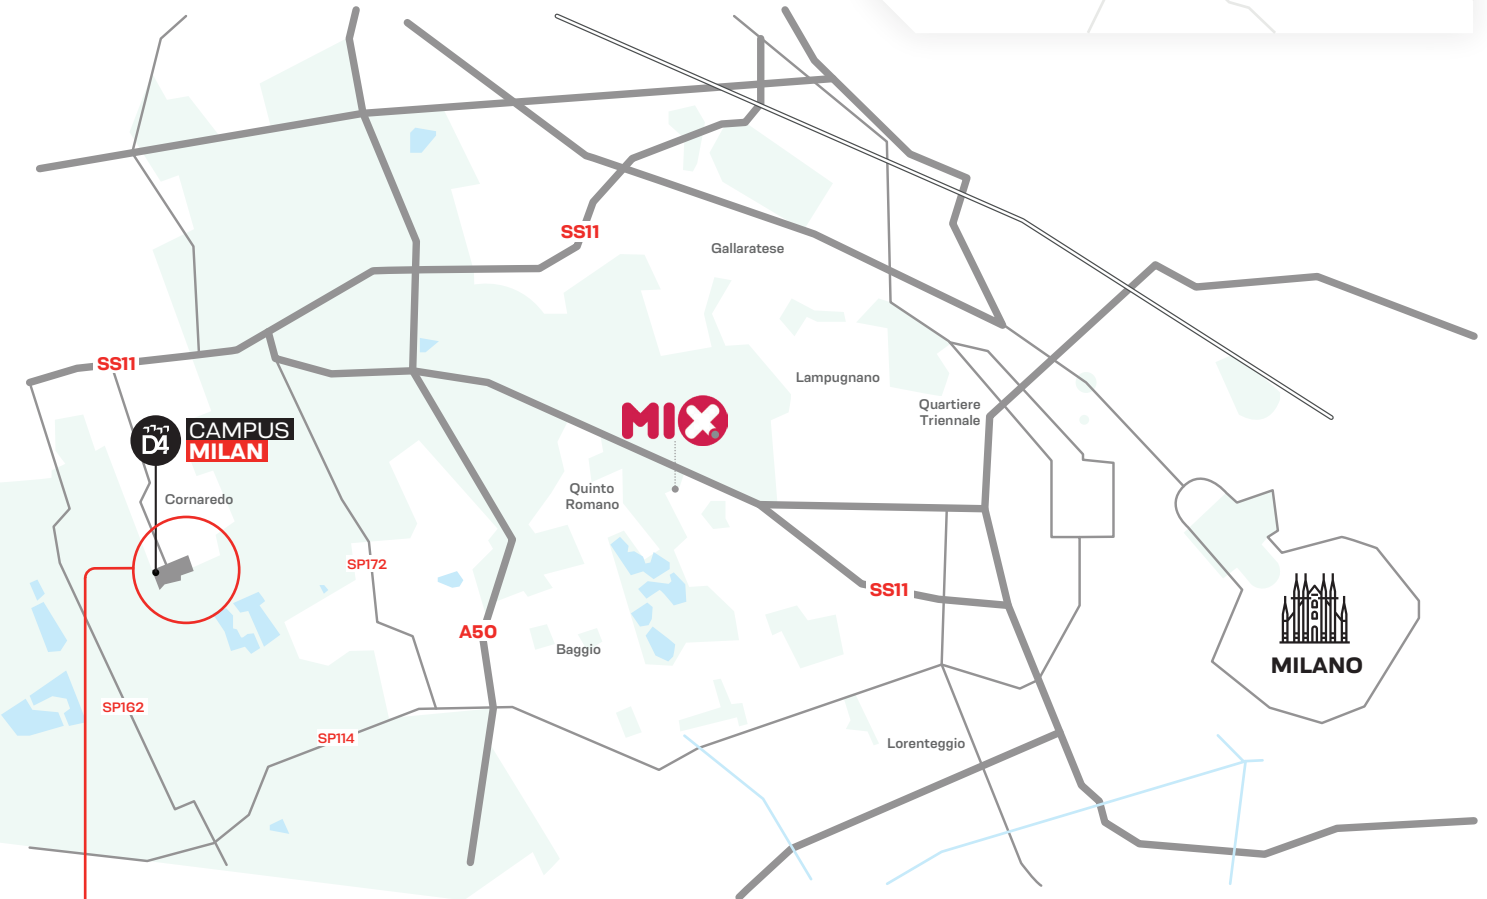 SS11
Gallaratese
SS11
Lampugnano
MIX
Quartiere
Triennale
D4
CAMPUS
MILAN
Cornaredo
Quinto
Romano
SP172
SS11
A50
Baggio
MILANO
SP162
SP114
Lorenteggio